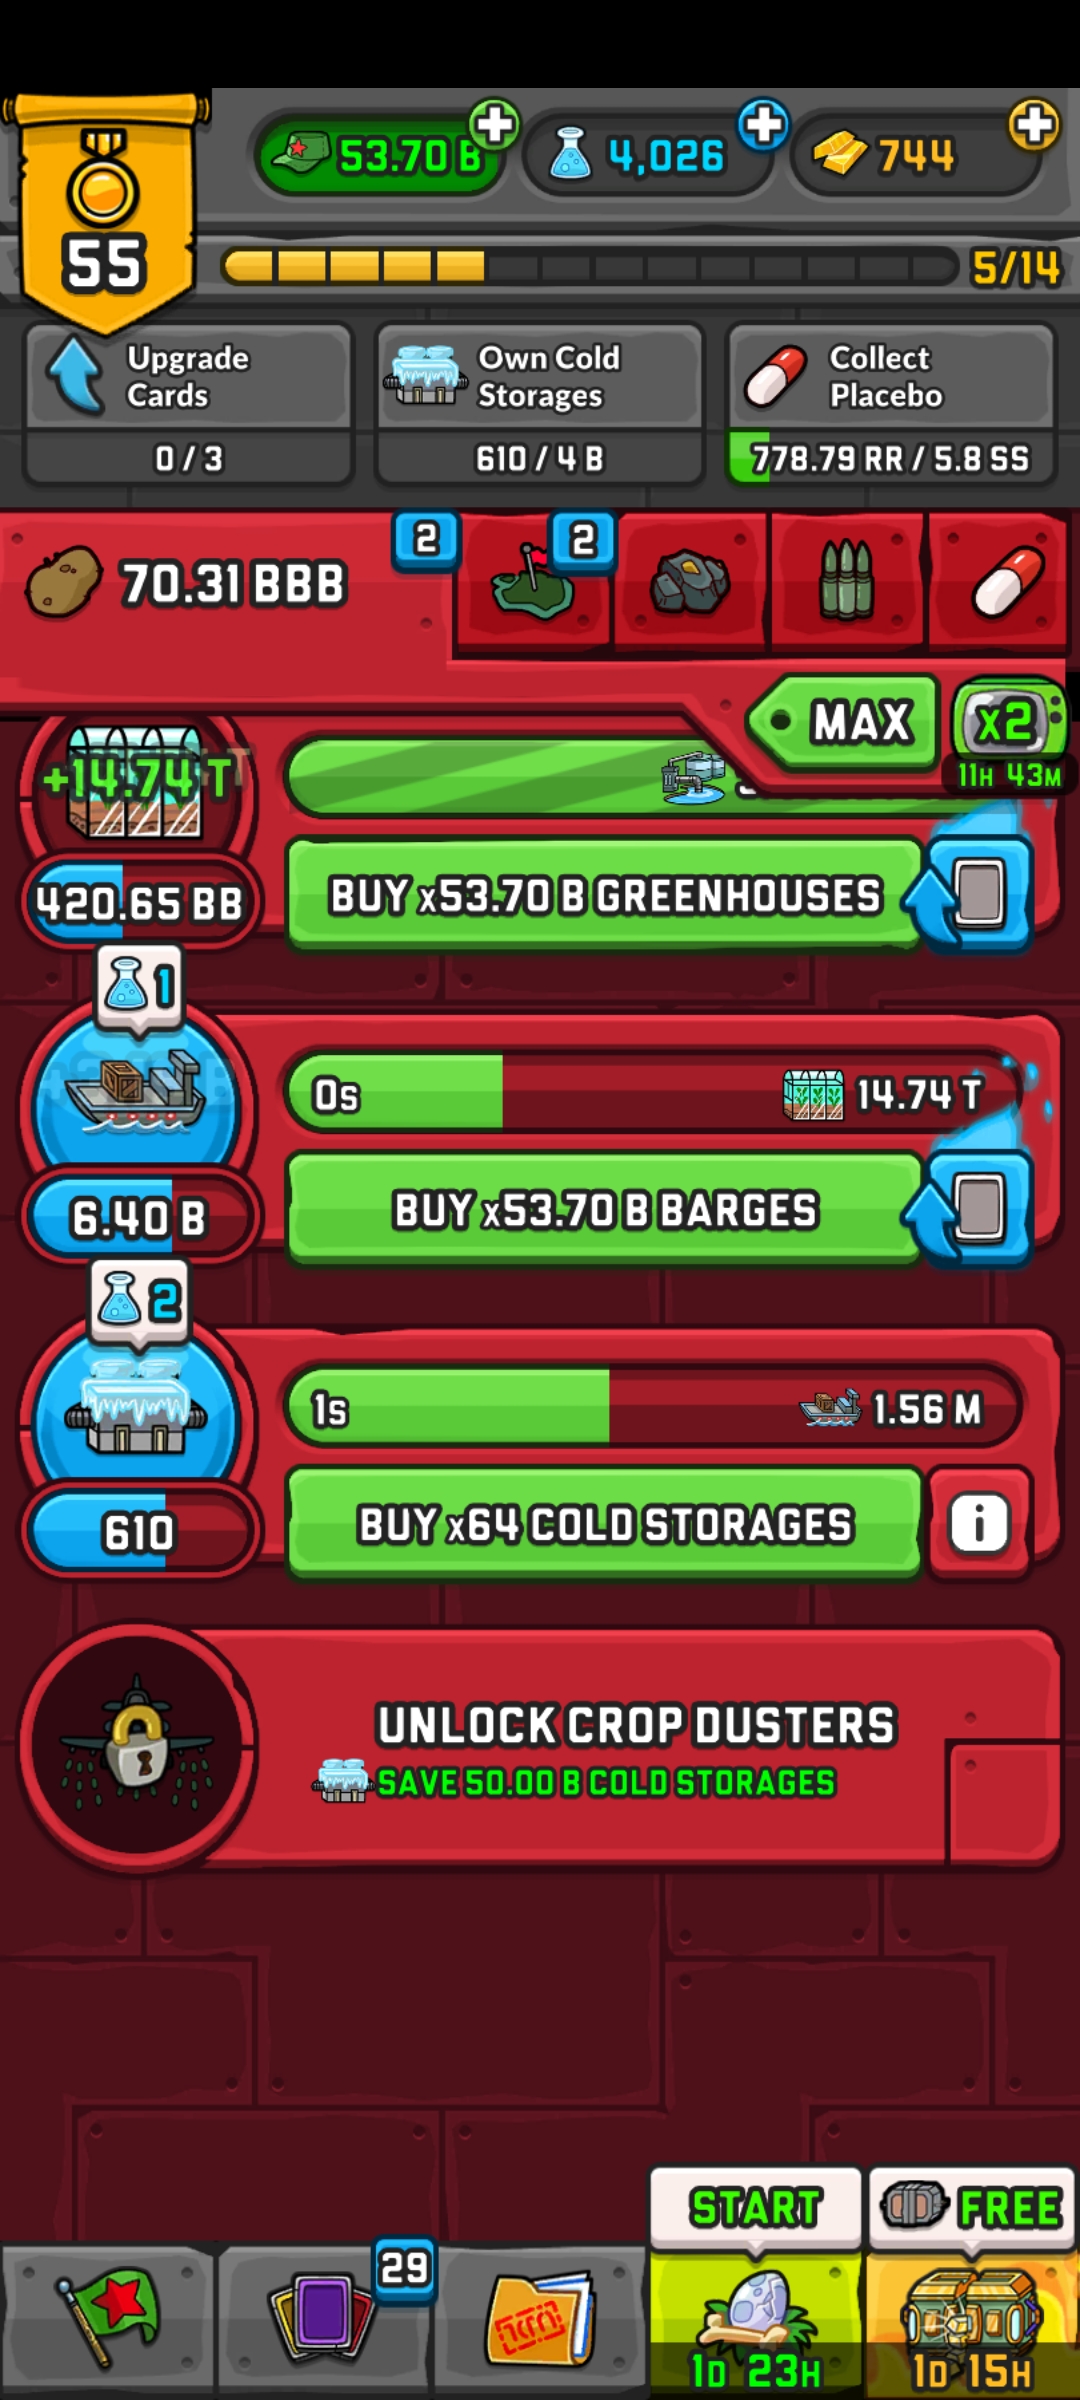 53.70 B
4,026
744
55
5/14
Upgrade
Cards
0 / 3
Own Cold
Storages
610 / 4 B
Collect
Placebo
778.79 RR / 5.8 SS
70.31 BBB
2
2
MAX
x2
11H 43M
+14.74 T
420.65 BB
BUY x53.70 B GREENHOUSES
1
0s
14.74 T
6.40 B
BUY x53.70 B BARGES
2
1s
1.56 M
610
BUY x64 COLD STORAGES
i
UNLOCK CROP DUSTERS
SAVE 50.00 B COLD STORAGES
START
FREE
29
1D 23H
1D 15H